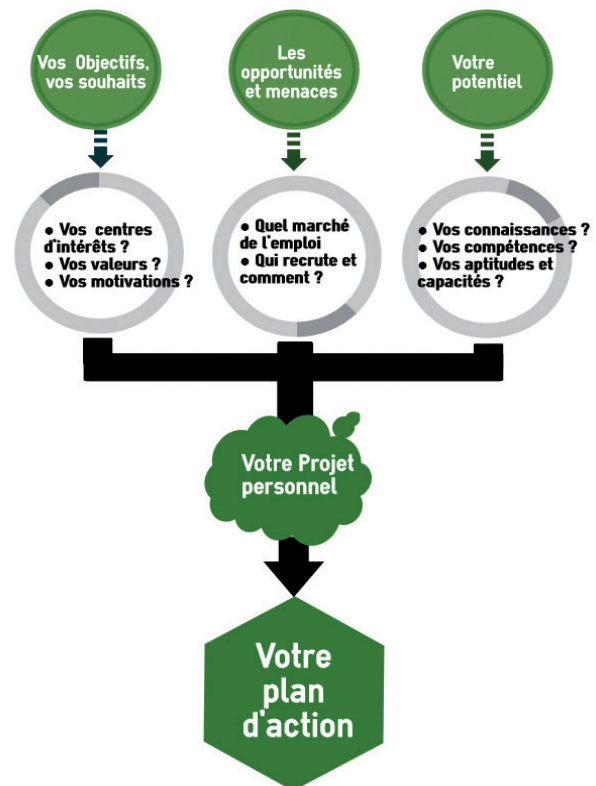 Vos Objectifs,
vos souhaits
Les
opportunités
et menaces
Votre
potentiel
● Vos centres
d'intérêts ?
● Vos valeurs ?
● Vos motivations ?
● Quel marché
de l'emploi
● Qui recrute et
comment ?
● Vos connaissances ?
● Vos compétences ?
● Vos aptitudes et
capacités ?
Votre Projet
personnel
Votre
plan
d'action